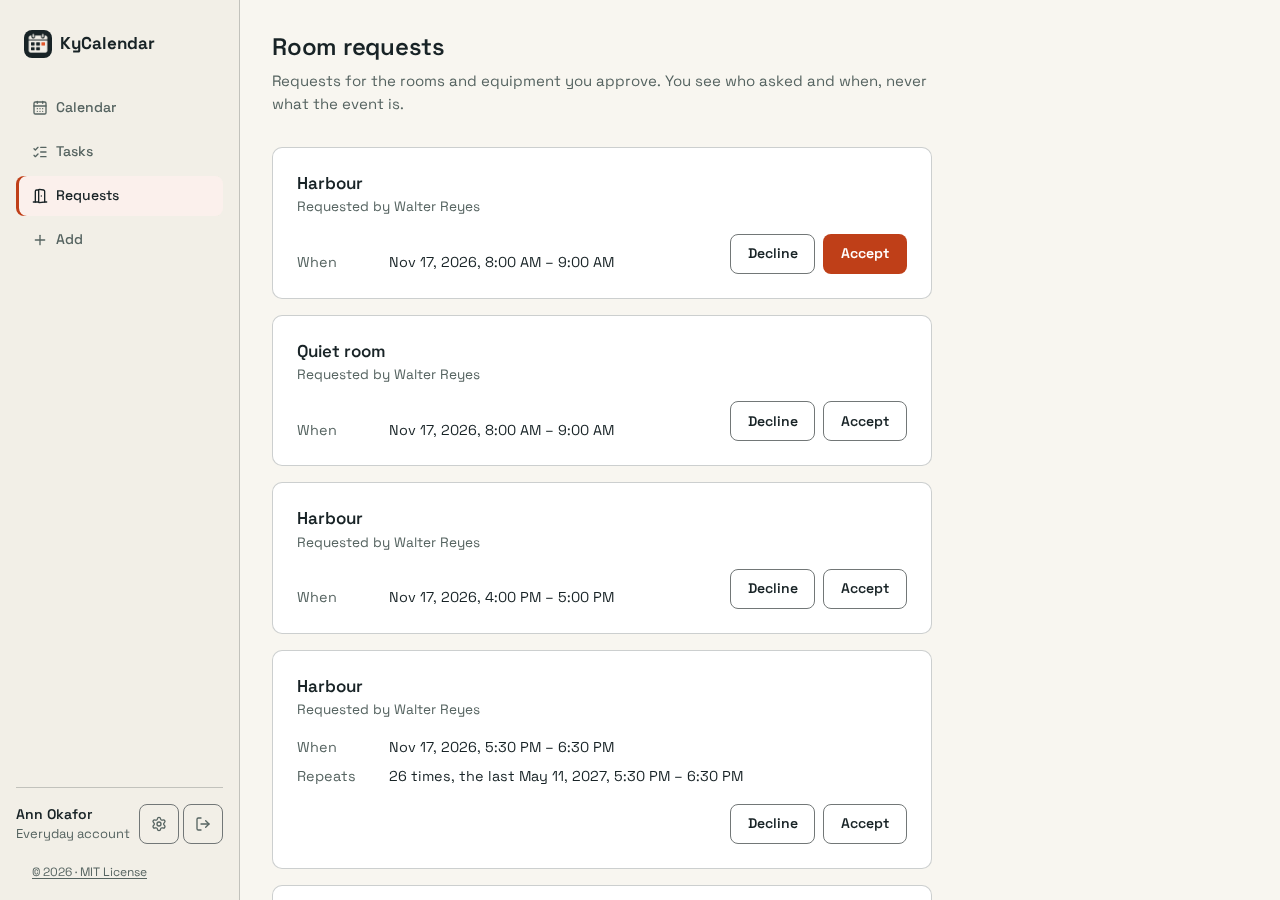 KyCalendar
Calendar
Tasks
Requests
Add
Ann Okafor
Everyday account
© 2026 · MIT License
Room requests
Requests for the rooms and equipment you approve. You see who asked and when, never
what the event is.
Harbour
Requested by Walter Reyes
When Nov 17, 2026, 8:00 AM – 9:00 AM
Decline Accept
Quiet room
Requested by Walter Reyes
When Nov 17, 2026, 8:00 AM – 9:00 AM
Decline Accept
Harbour
Requested by Walter Reyes
When Nov 17, 2026, 4:00 PM – 5:00 PM
Decline Accept
Harbour
Requested by Walter Reyes
When Nov 17, 2026, 5:30 PM – 6:30 PM
Repeats 26 times, the last May 11, 2027, 5:30 PM – 6:30 PM
Decline Accept